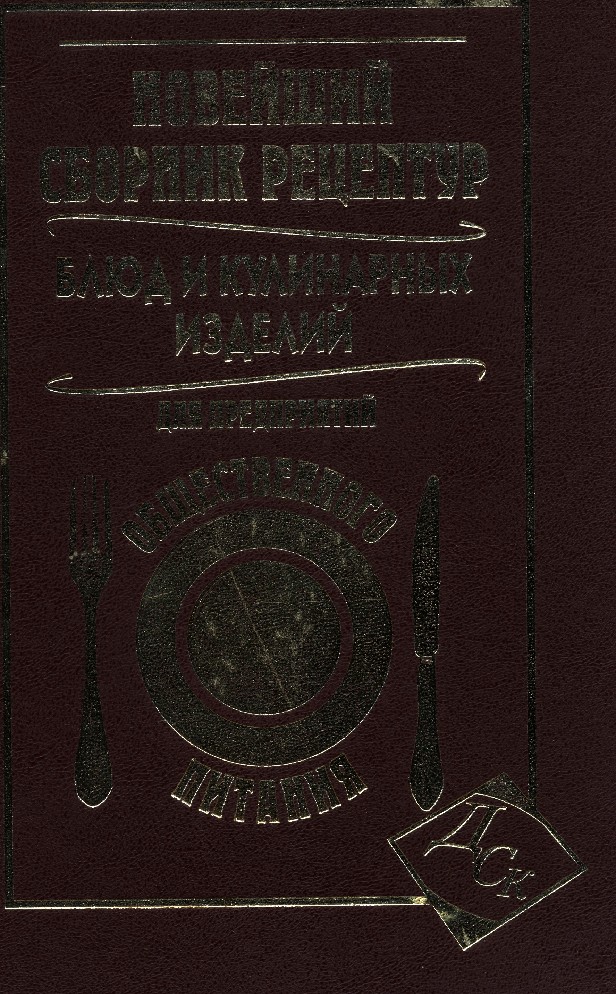 НОВЕЙШИЙ
СБОРНИК РЕЦЕПТУР
БЛЮД И КУЛИНАРНЫХ
ИЗДЕЛИЙ
ДЛЯ ПРЕДПРИЯТИЙ
ОБЩЕСТВЕННОГО
ПИТАНИЯ
ДСК